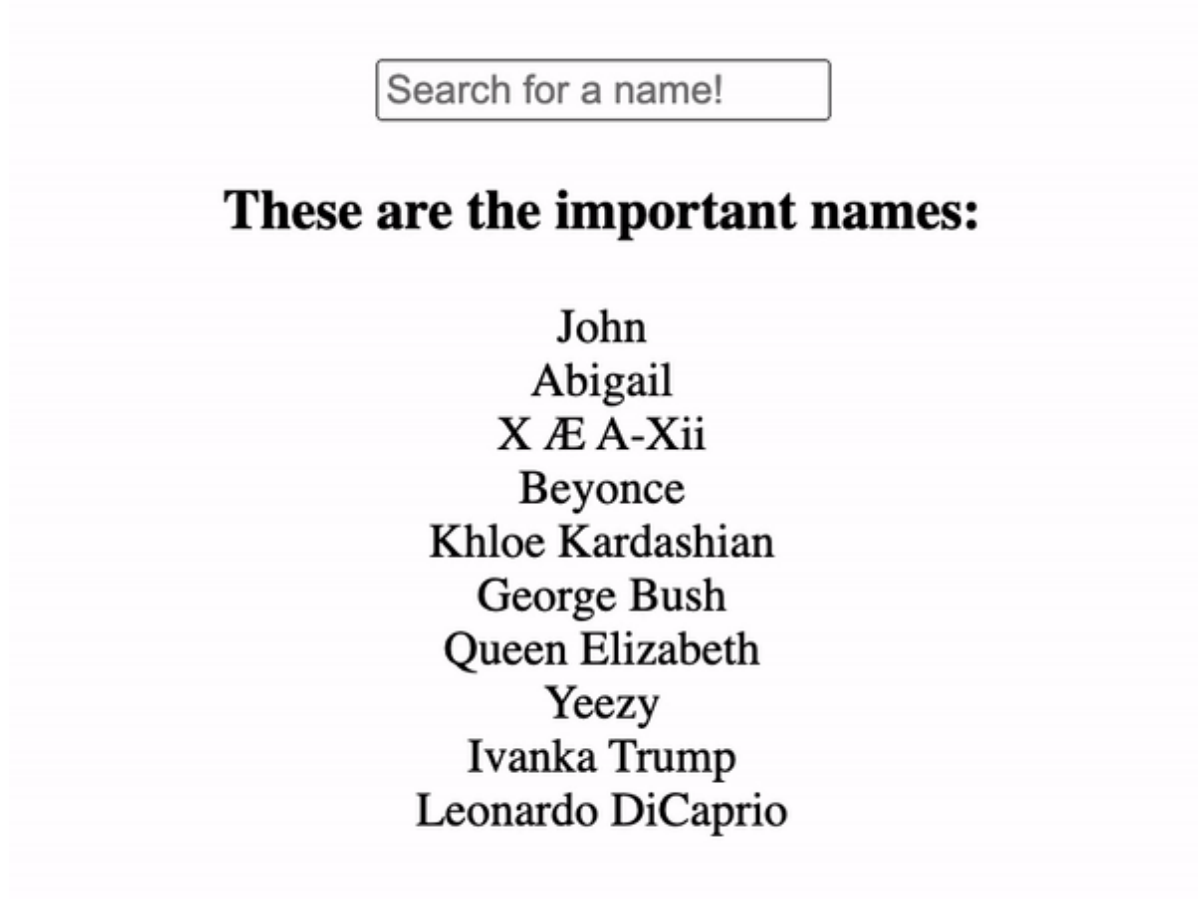 Search for a name!
These are the important names:
John
Abigail
X Æ A-Xii
Beyonce
Khloe Kardashian
George Bush
Queen Elizabeth
Yeezy
Ivanka Trump
Leonardo DiCaprio